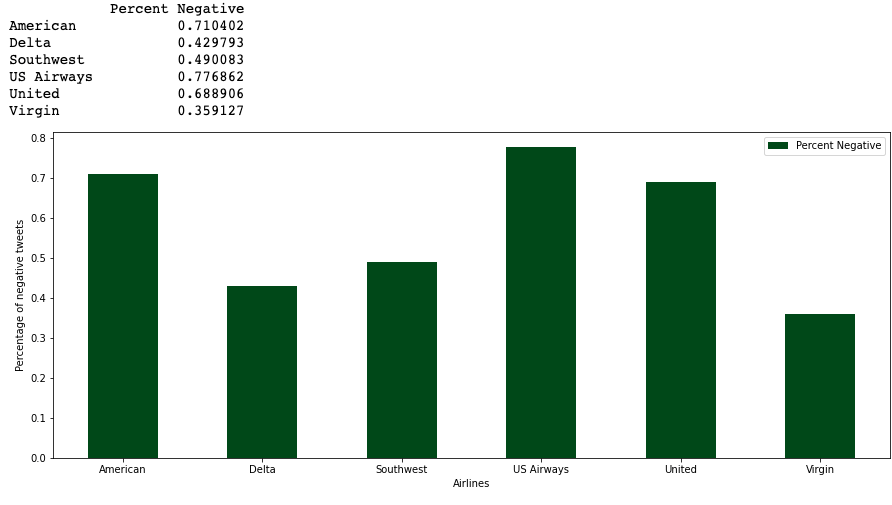 Percent Negative
American 0.710402
Delta 0.429793
Southwest 0.490083
US Airways 0.776862
United 0.688906
Virgin 0.359127
Percent Negative
Percentage of negative tweets
0.8
0.7
0.6
0.5
0.4
0.3
0.2
0.1
0.0
American Delta Southwest US Airways United Virgin
Airlines